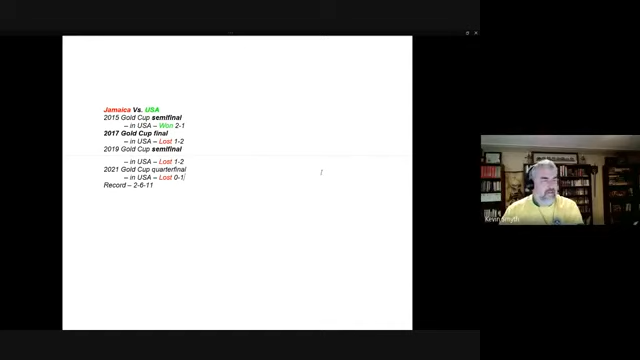 Jamaica Vs. USA
2015 Gold Cup semifinal
– in USA – Won 2-1
2017 Gold Cup final
– in USA – Lost 1-2
2019 Gold Cup semifinal
– in USA – Lost 1-2
2021 Gold Cup quarterfinal
– in USA – Lost 0-1
Record – 2-6-11
Kevin Smyth